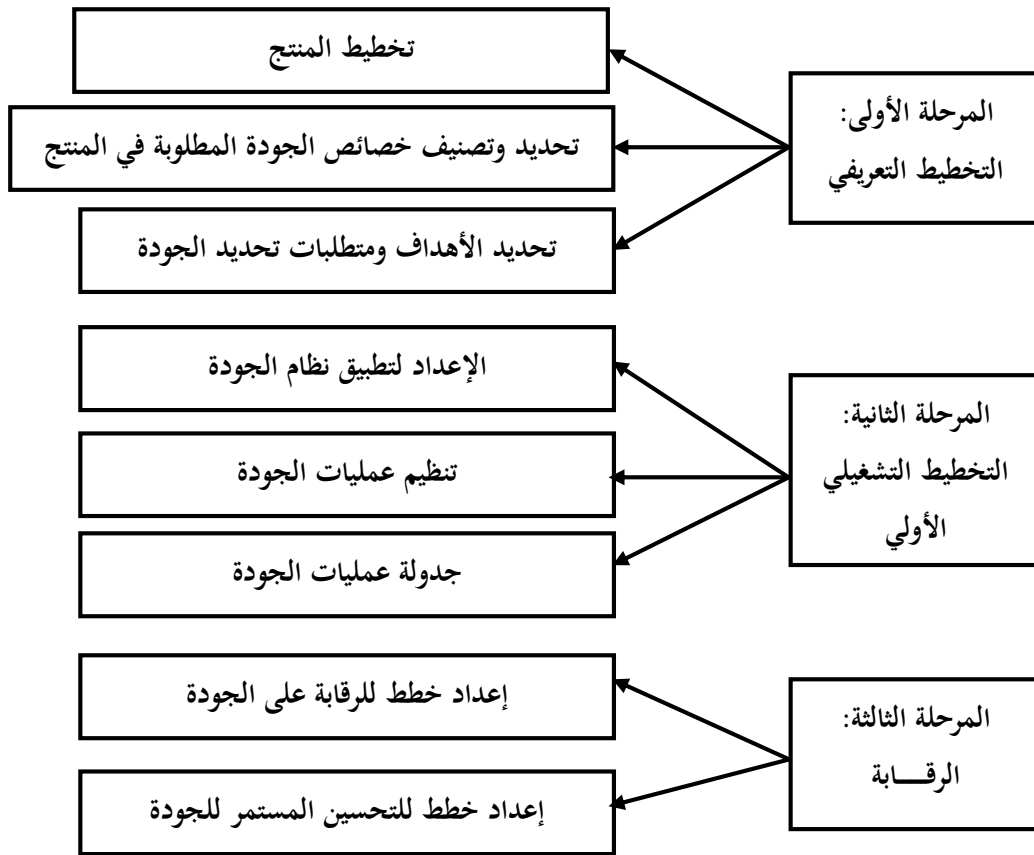 المرحلة الأولى:
التخطيط التعريفي
تخطيط المنتج
تحديد وتصنيف خصائص الجودة المطلوبة في المنتج
تحديد الأهداف ومتطلبات تحديد الجودة
المرحلة الثانية:
التخطيط التشغيلي
الأولي
الإعداد لتطبيق نظام الجودة
تنظيم عمليات الجودة
جدولة عمليات الجودة
المرحلة الثالثة:
الرقـــابة
إعداد خطط للرقابة على الجودة
إعداد خطط للتحسين المستمر للجودة